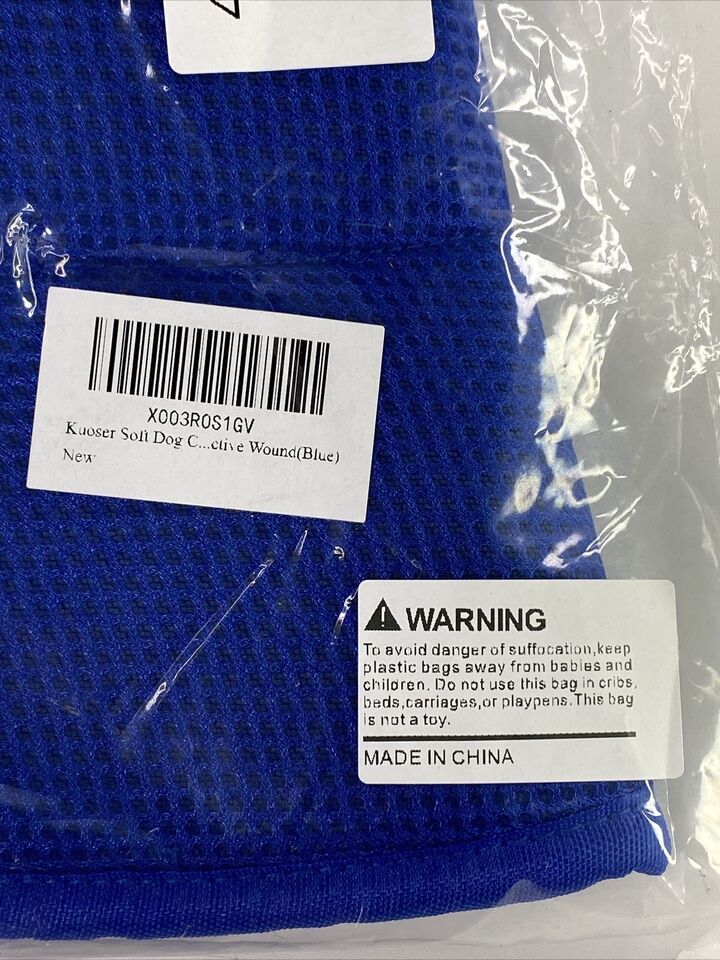 X003R0S1GV
Kuoser Soft Dog C...ctive Wound(Blue)
New
WARNING
To avoid danger of suffocation,keep
plastic bags away from babies and
children. Do not use this bag in cribs,
beds,carriages,or playpens.This bag
is not a toy.
MADE IN CHINA